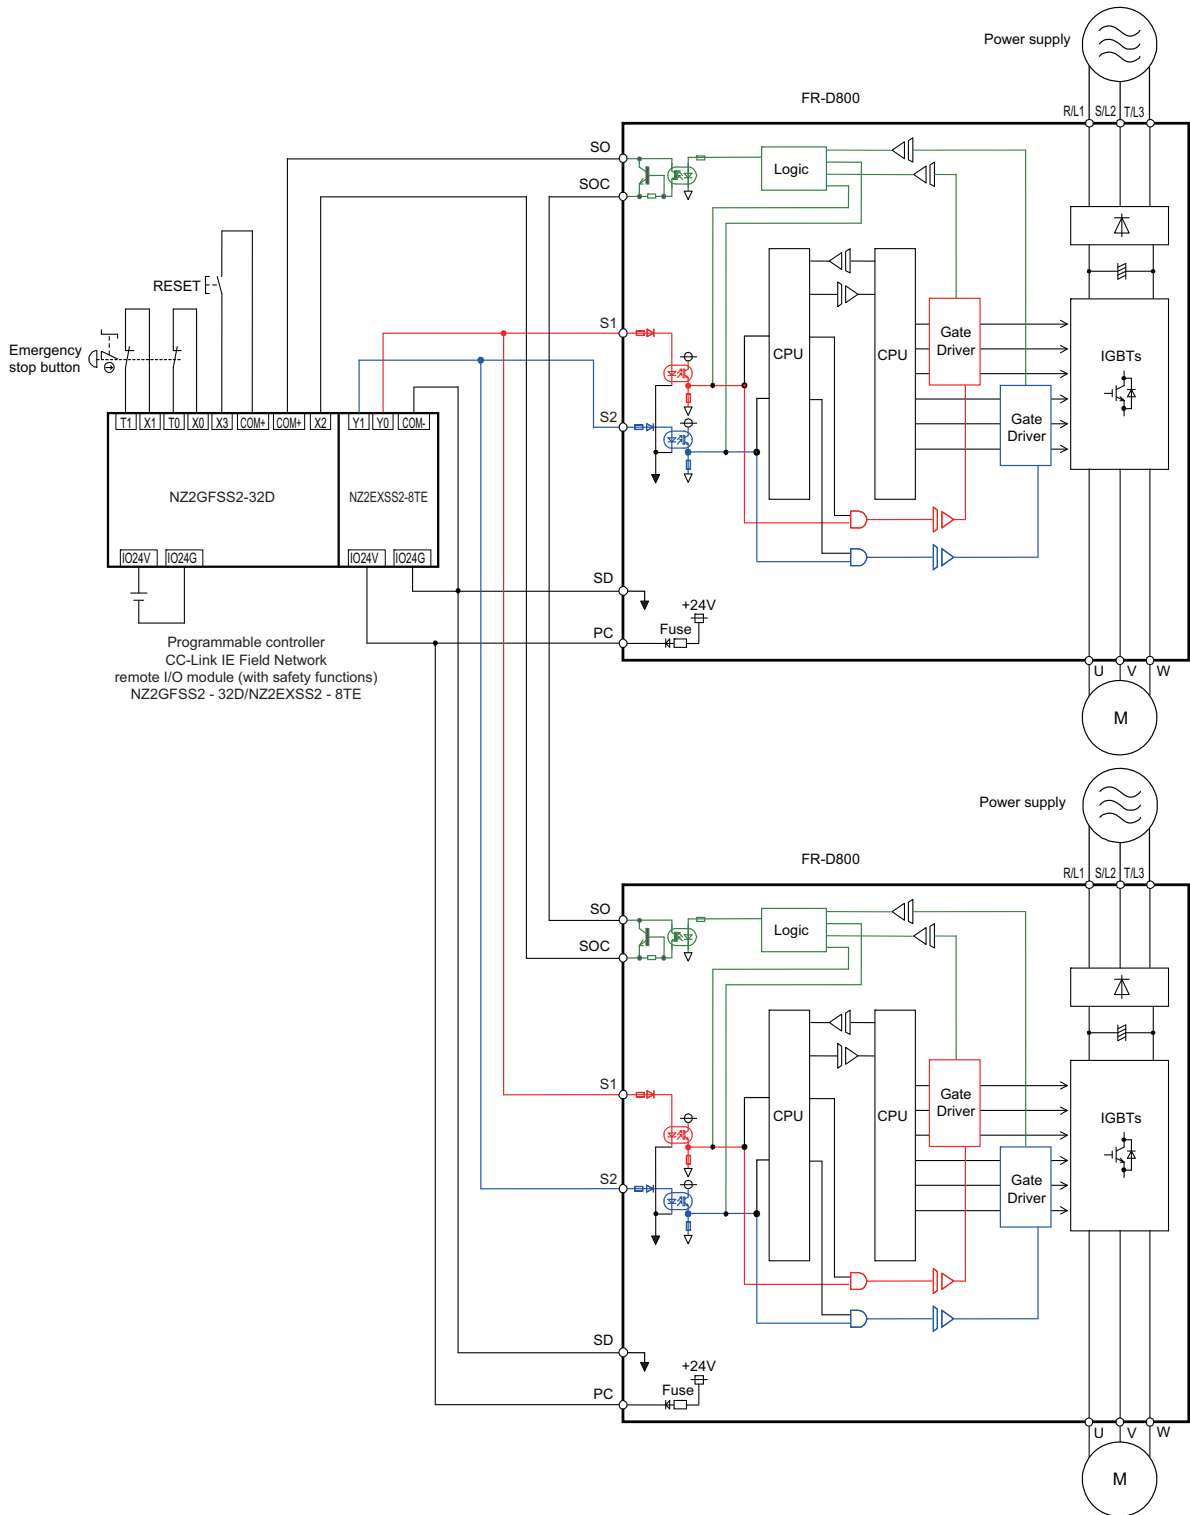 Power supply
FR-D800
R/L1 S/L2 T/L3
SO
SOC
Logic
RESET
Emergency
stop button
S1
S2
CPU
CPU
Gate
Driver
IGBTs
Gate
Driver
T1 X1 T0 X0 X3 COM+ COM+ X2 Y1 Y0 COM-
NZ2GFSS2-32D
NZ2EXSS2-8TE
IO24V IO24G IO24V IO24G
SD
+24V
PC
Fuse
Programmable controller
CC-Link IE Field Network
remote I/O module (with safety functions)
NZ2GFSS2 - 32D/NZ2EXSS2 - 8TE
U V W
M
Power supply
FR-D800
R/L1 S/L2 T/L3
SO
SOC
Logic
S1
S2
CPU
CPU
Gate
Driver
IGBTs
Gate
Driver
SD
+24V
PC
Fuse
U V W
M